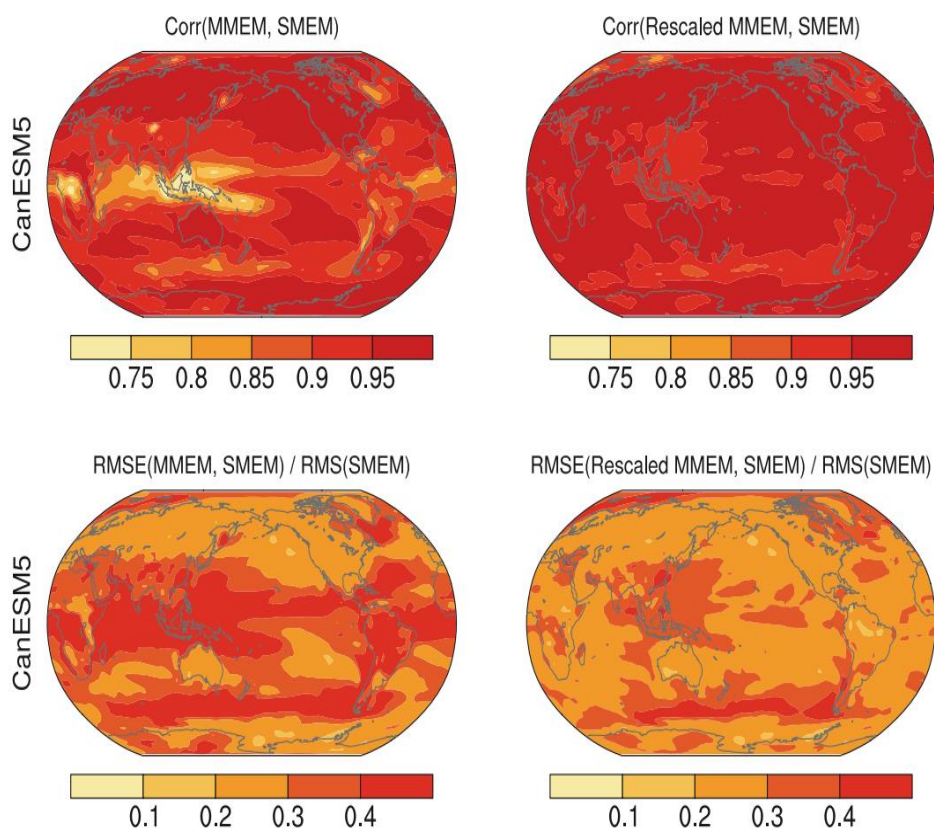 Corr(MMEM, SMEM)
Corr(Rescaled MMEM, SMEM)
CanESM5
0.75 0.8 0.85 0.9 0.95
0.75 0.8 0.85 0.9 0.95
RMSE(MMEM, SMEM) / RMS(SMEM)
RMSE(Rescaled MMEM, SMEM) / RMS(SMEM)
CanESM5
0.1 0.2 0.3 0.4
0.1 0.2 0.3 0.4